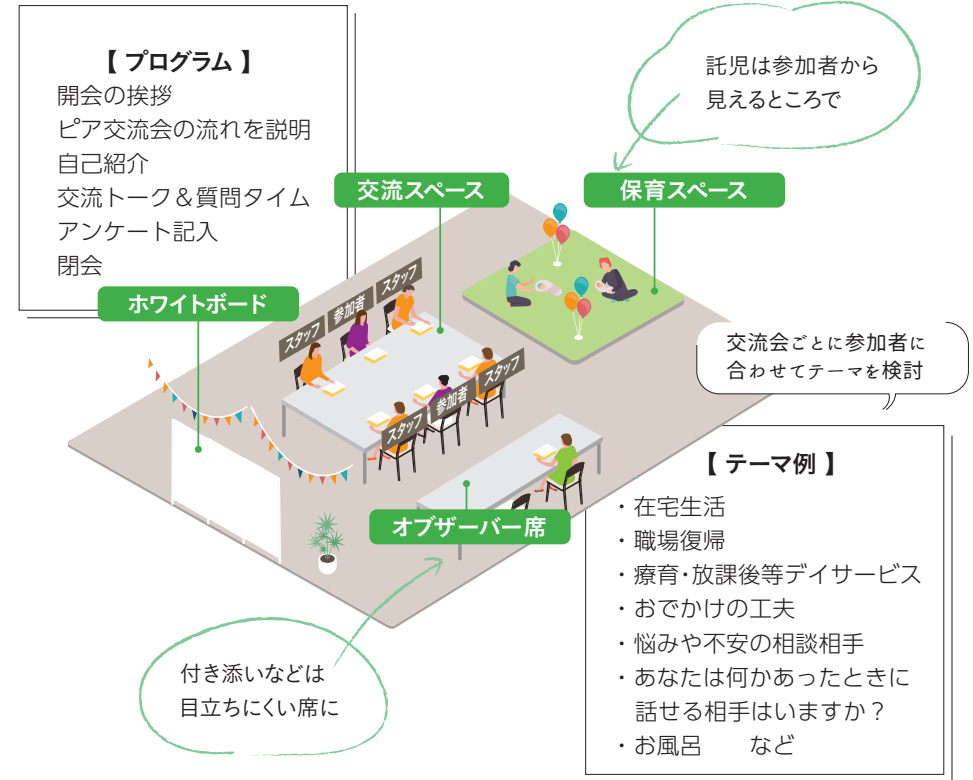 【 プログラム 】
開会の挨拶
ピア交流会の流れを説明
自己紹介
交流トーク＆質問タイム
アンケート記入
閉会
託児は参加者から
見えるところで
交流スペース
保育スペース
ホワイトボード
スタッフ
参加者
スタッフ
スタッフ
参加者
スタッフ
交流会ごとに参加者に
合わせてテーマを検討
オブザーバー席
付き添いなどは
目立ちにくい席に
【 テーマ例 】
・在宅生活
・職場復帰
・療育・放課後等デイサービス
・おでかけの工夫
・悩みや不安の相談相手
・あなたは何かあったときに
話せる相手はいますか？
・お風呂　　など